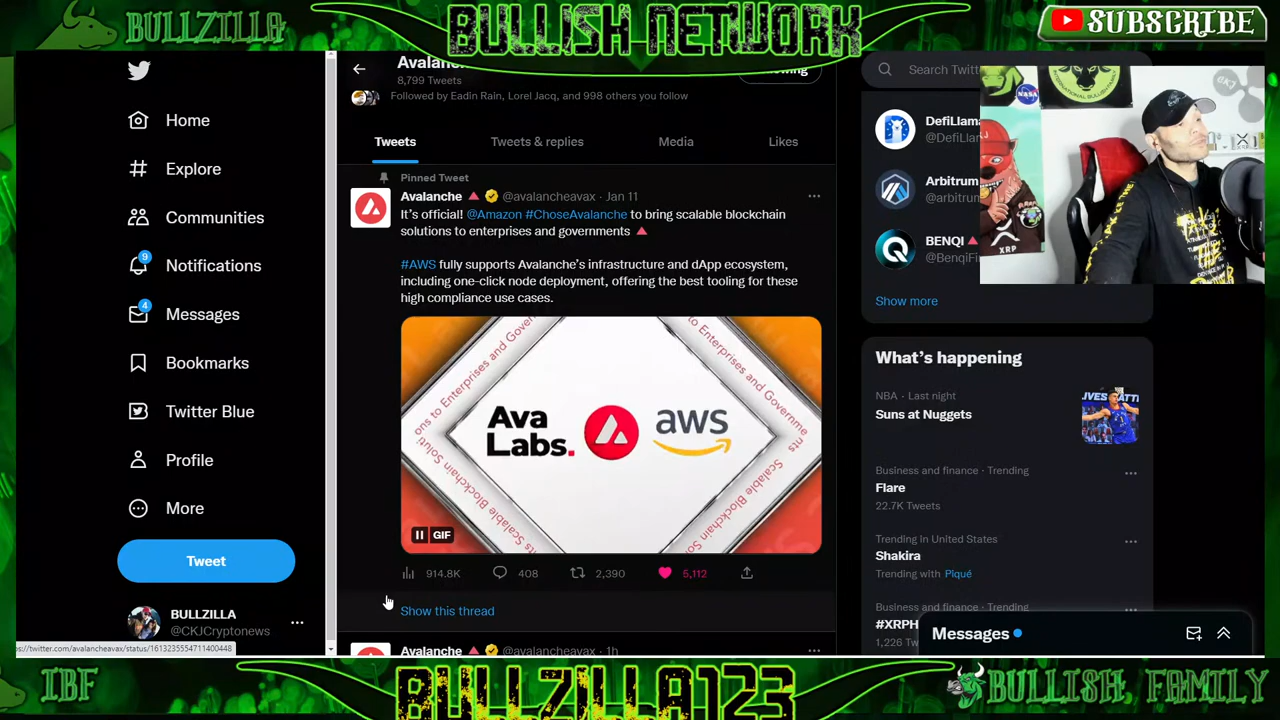 BULLZILLA
BULLISH NETWORK
SUBSCRIBE
Home
Explore
Communities
9
Notifications
4
Messages
Bookmarks
Twitter Blue
Profile
More
Tweet
BULLZILLA
@CKJCryptonews
ps://twitter.com/avalancheavax/status/1613235554711400448
8,799 Tweets
Followed by Eadin Rain, Lorel Jacq, and 998 others you follow
Tweets
Tweets & replies
Media
Likes
Pinned Tweet
Avalanche 🔺 @avalancheavax · Jan 11
It's official! @Amazon #ChoseAvalanche to bring scalable blockchain
solutions to enterprises and governments 🔺
#AWS fully supports Avalanche's infrastructure and dApp ecosystem,
including one-click node deployment, offering the best tooling for these
high compliance use cases.
Ava
Labs.
aws
GIF
914.8K
408
2,390
5,112
Show this thread
Avalanche 🔺 @avalancheavax · 1h
Search Twitt
NASA
XRP
DefiLlama
@DefiLlam
Arbitrum
@arbitrum
BENQI 🔺
@BenqiFi
Show more
What's happening
NBA · Last night
Suns at Nuggets
Business and finance · Trending
Flare
22.7K Tweets
Trending in United States
Shakira
Trending with Piqué
Business and finance · Trending
#XRPH
1,226 Tw
Messages
IBF
BULLZILLA123
BULLISH, FAMILY